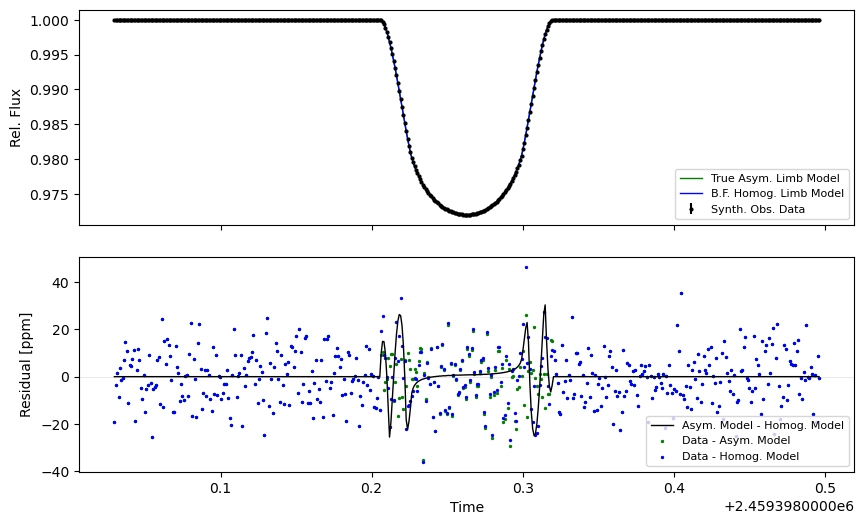 1.000
0.995
0.990
0.985
0.980
0.975
Rel. Flux
True Asym. Limb Model
B.F. Homog. Limb Model
Synth. Obs. Data
40
20
0
−20
−40
Residual [ppm]
Asym. Model - Homog. Model
Data - Asym. Model
Data - Homog. Model
0.1 0.2 0.3 0.4 0.5
Time
+2.4593980000e6